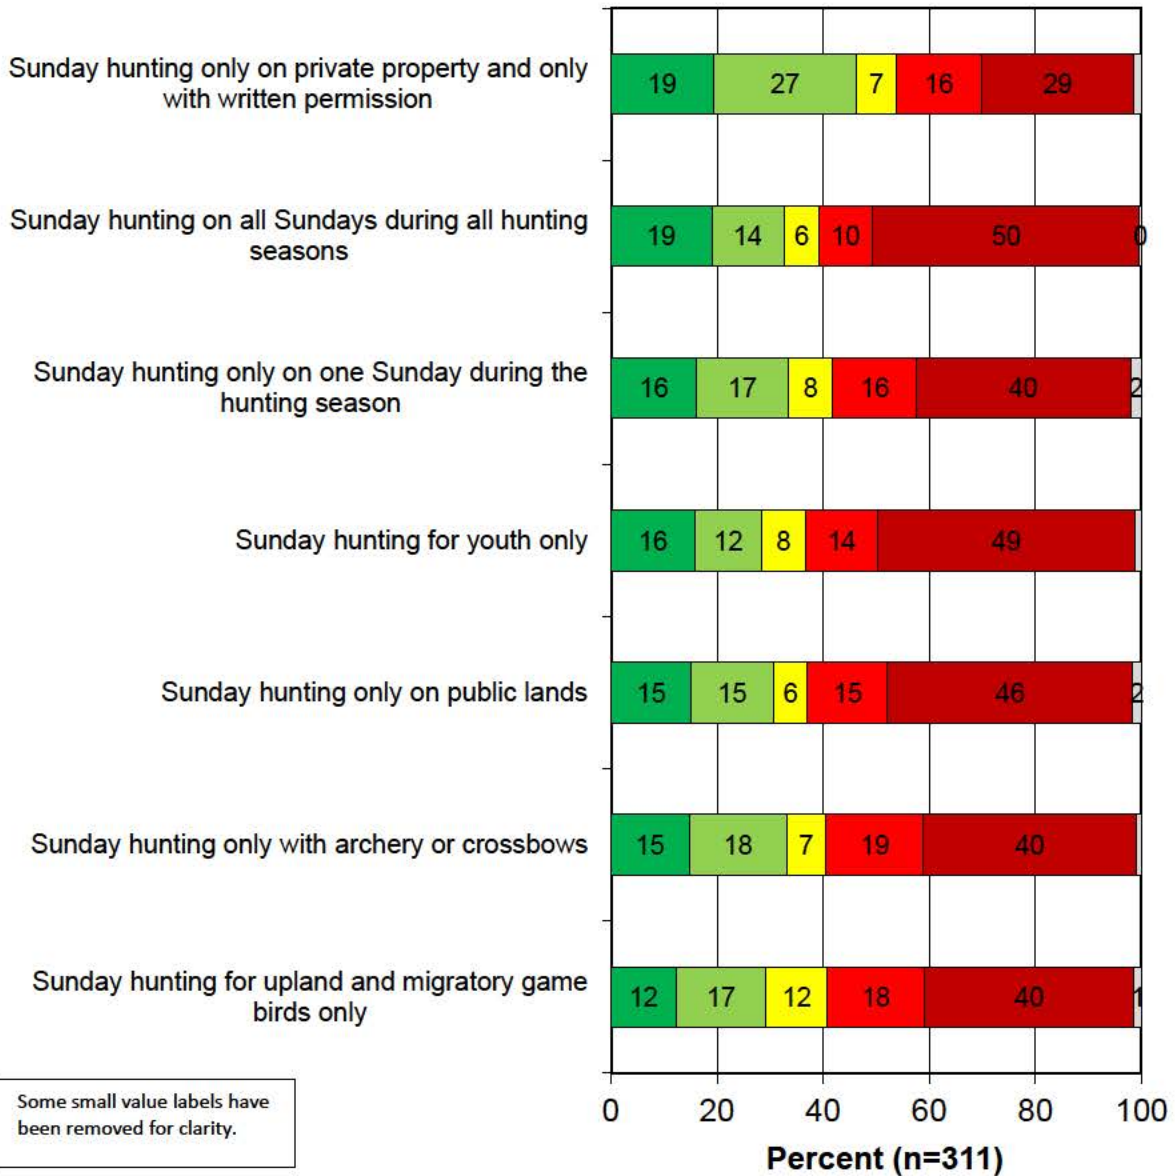 Sunday hunting only on private property and only
with written permission
19 27 7 16 29
Sunday hunting on all Sundays during all hunting
seasons
19 14 6 10 50 0
Sunday hunting only on one Sunday during the
hunting season
16 17 8 16 40 2
Sunday hunting for youth only
16 12 8 14 49
Sunday hunting only on public lands
15 15 6 15 46 2
Sunday hunting only with archery or crossbows
15 18 7 19 40
Sunday hunting for upland and migratory game
birds only
12 17 12 18 40 1
Some small value labels have
been removed for clarity.
0 20 40 60 80 100
Percent (n=311)